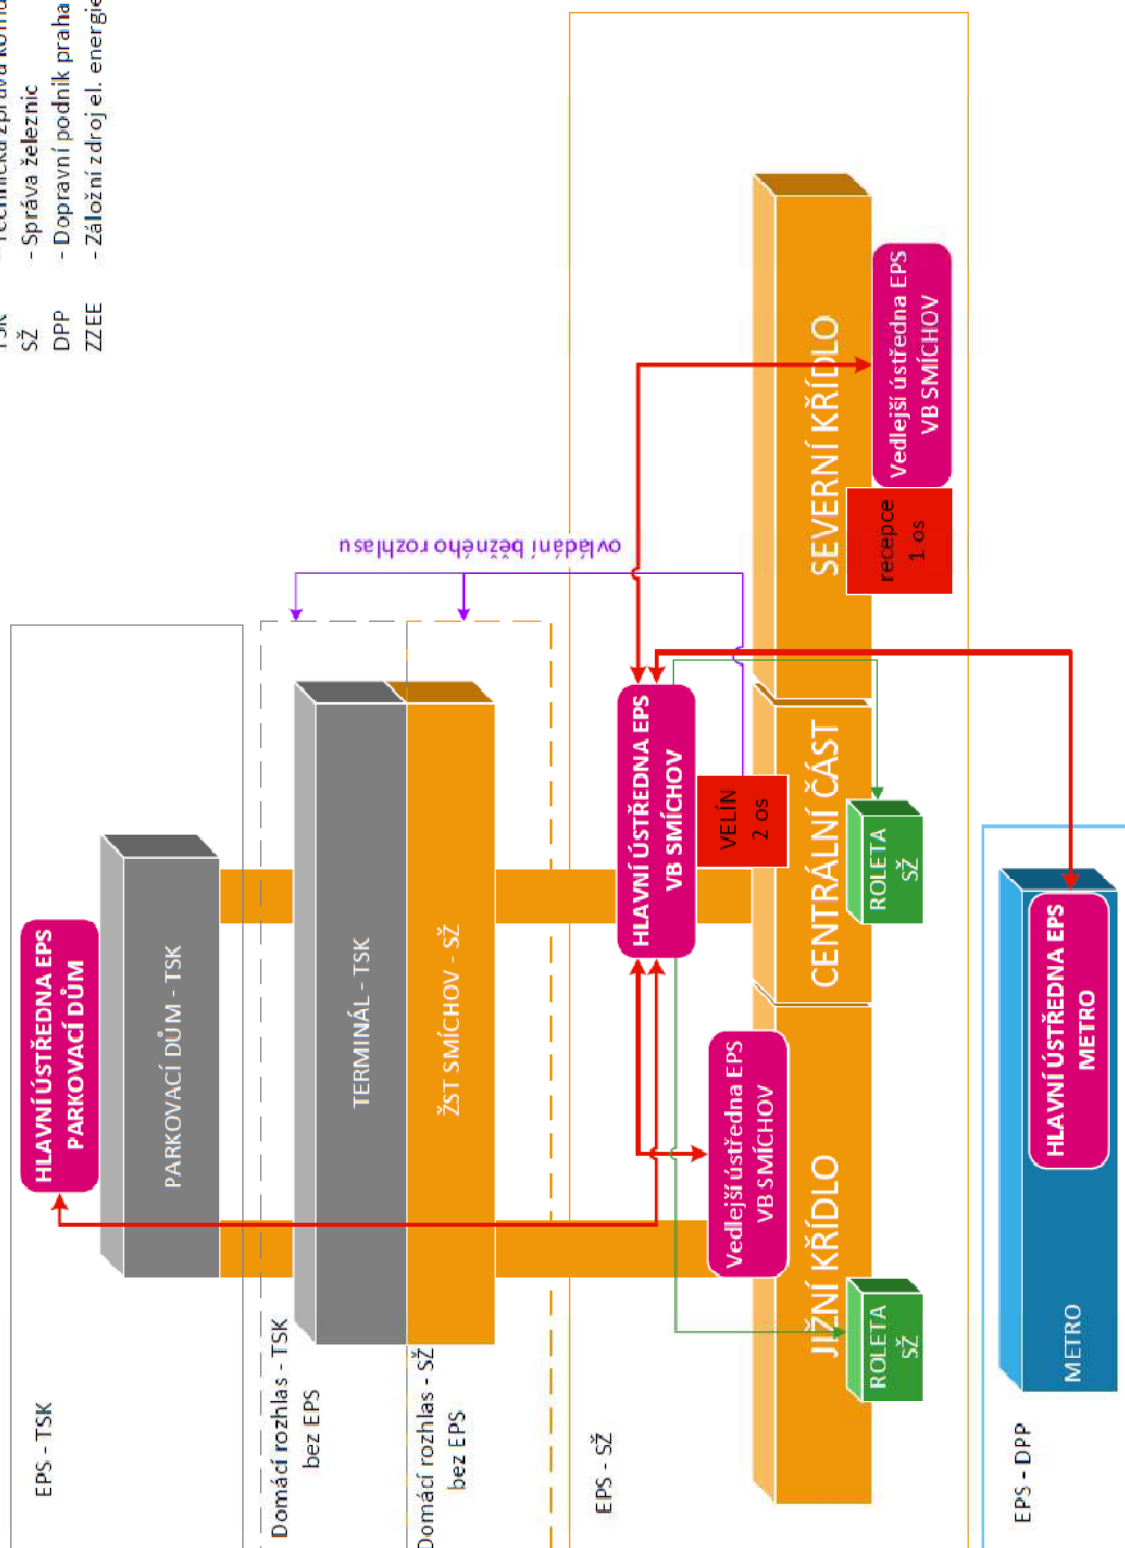 TSK - Technická zpráva
SŽ - Správa železnic
DPP - Dopravní podnik praha
ZZEE - Záložní zdroj el. energie
EPS - TSK
HLAVNÍ ÚSTŘEDNA EPS
PARKOVACÍ DŮM
PARKOVACÍ DŮM - TSK
Domácí rozhlas - TSK
bez EPS
TERMINÁL - TSK
Domácí rozhlas - SŽ
bez EPS
ŽST SMÍCHOV - SŽ
ovládání běžného rozhlasu
EPS - SŽ
HLAVNÍ ÚSTŘEDNA EPS
VB SMÍCHOV
VELÍN
2 os
Vedlejší ústředna EPS
VB SMÍCHOV
JIŽNÍ KŘÍDLO
CENTRÁLNÍ ČÁST
SEVERNÍ KŘÍDLO
ROLETA
SŽ
ROLETA
SŽ
recepce
1 os
Vedlejší ústředna EPS
VB SMÍCHOV
EPS - DPP
METRO
HLAVNÍ ÚSTŘEDNA EPS
METRO